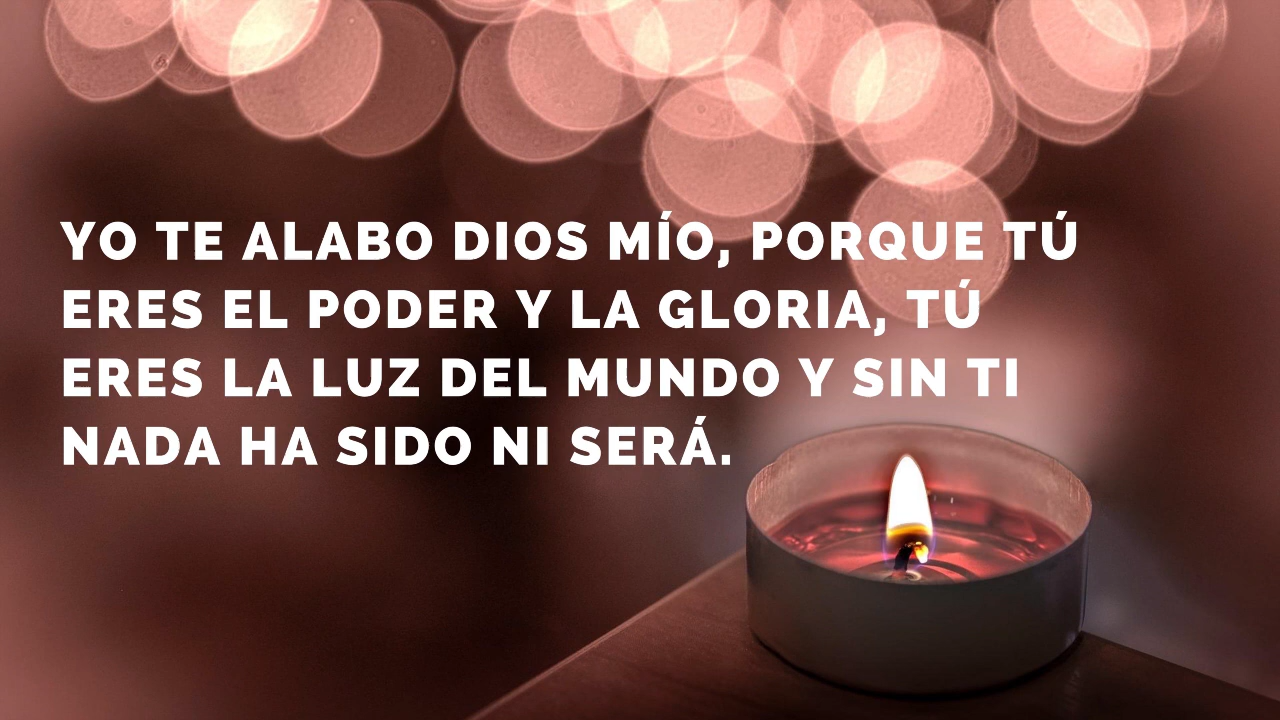 YO TE ALABO DIOS MÍO, PORQUE TÚ
ERES EL PODER Y LA GLORIA, TÚ
ERES LA LUZ DEL MUNDO Y SIN TI
NADA HA SIDO NI SERÁ.